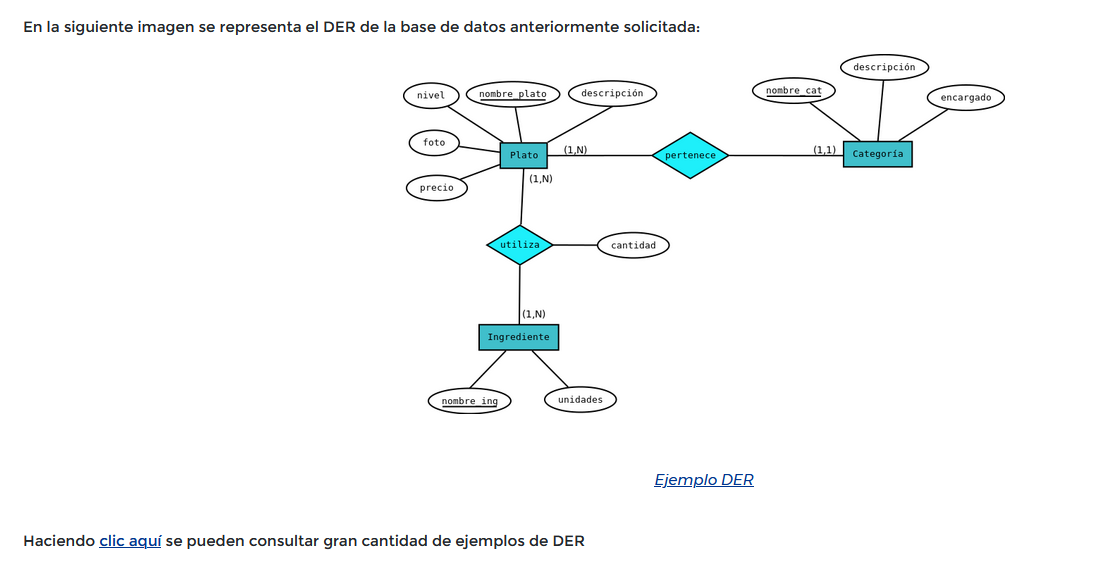 En la siguiente imagen se representa el DER de la base de datos anteriormente solicitada:
descripción
nivel
nombre_plato
descripción
nombre_cat
encargado
foto
Plato
(1,N)
pertenece
(1,1)
Categoría
precio
(1,N)
utiliza
cantidad
(1,N)
Ingrediente
nombre_ing
unidades
Ejemplo DER
Haciendo clic aquí se pueden consultar gran cantidad de ejemplos de DER